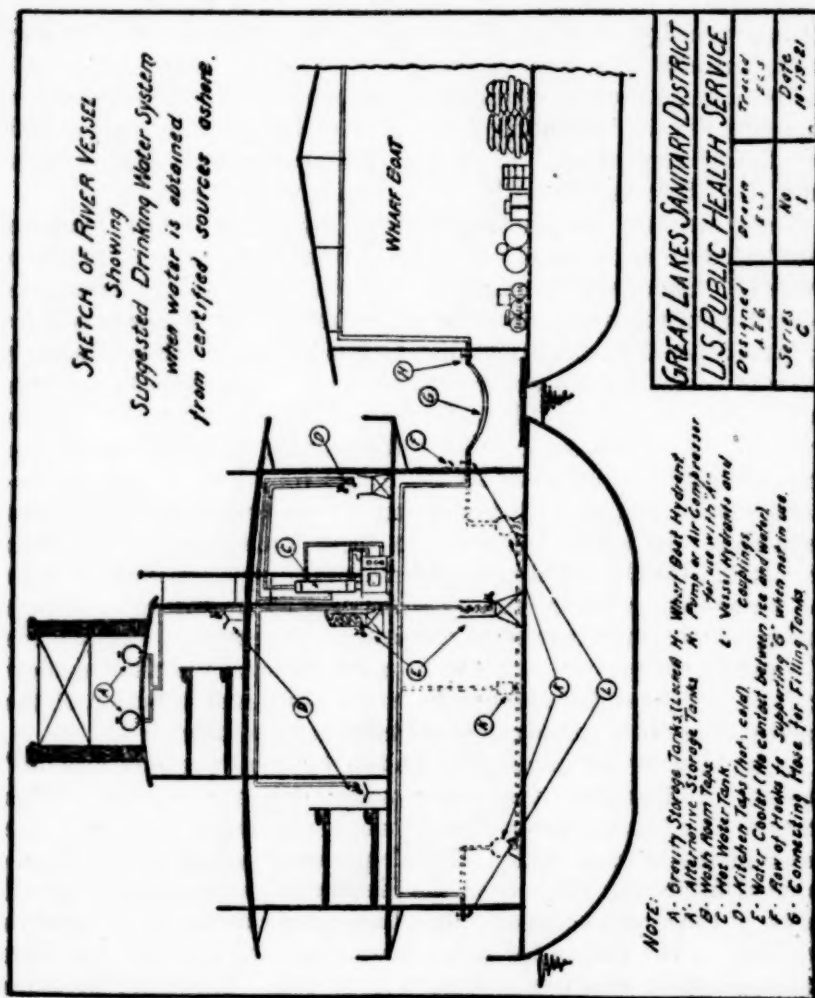 SKETCH OF RIVER VESSEL
Showing
Suggested Drinking Water System
when water is obtained
from certified sources ashore.
WHARF BOAT
A
B
C
D
E
F
G
H
K
K
L
NOTE:
A- Gravity Storage Tanks (Located
A'- Alternative Storage Tanks
B- Wash Room Taps
C- Hot Water Tank.
D- Kitchen Taps (hot & cold).
E- Water Cooler (No contact between ice and water).
F- Row of Hooks for supporting "G" when not in use.
G- Connecting Hose for Filling Tanks
H- Wharf Boat Hydrant
K- Pump or Air Compressor
for use with "A'"
L- Vessel Hydrants and
couplings.
GREAT LAKES SANITARY DISTRICT
U.S PUBLIC HEALTH SERVICE
Designed Drawn Traced
Series C No 1 Date 10-19-21